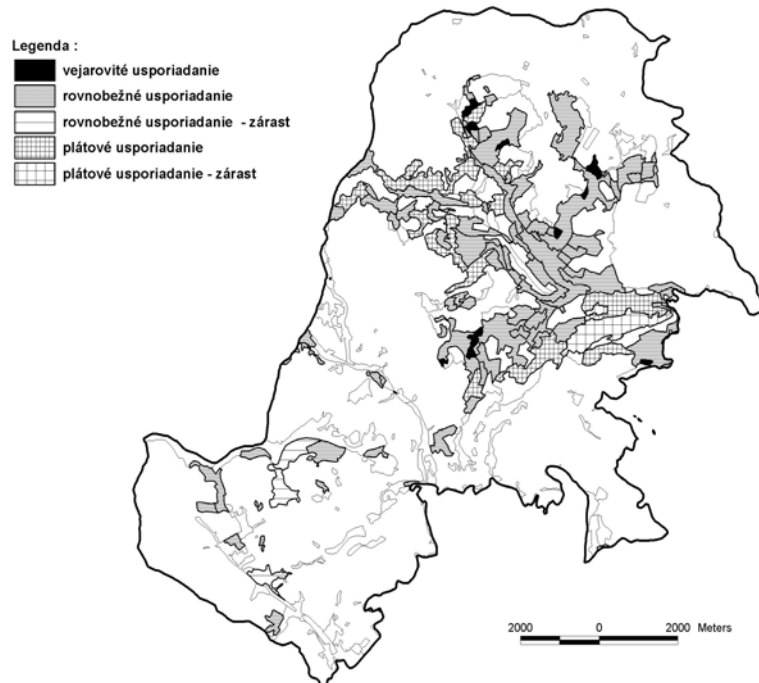 Legenda :
vejarovité usporiadanie
rovnobežné usporiadanie
rovnobežné usporiadanie - zárast
plátové usporiadanie
plátové usporiadanie - zárast
2000 0 2000 Meters